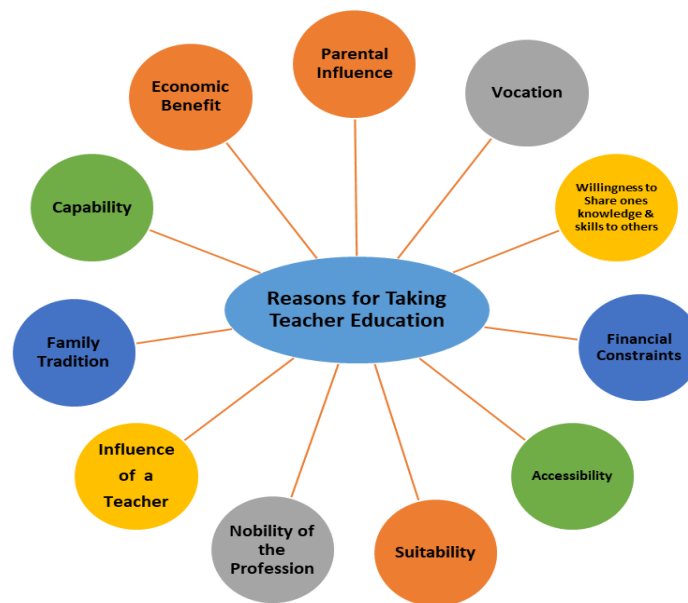 Parental
Influence
Economic
Benefit
Vocation
Willingness to
Share ones
knowledge &
skills to others
Capability
Reasons for Taking
Teacher Education
Family
Tradition
Financial
Constraints
Influence
of a
Teacher
Accessibility
Nobility of
the
Profession
Suitability